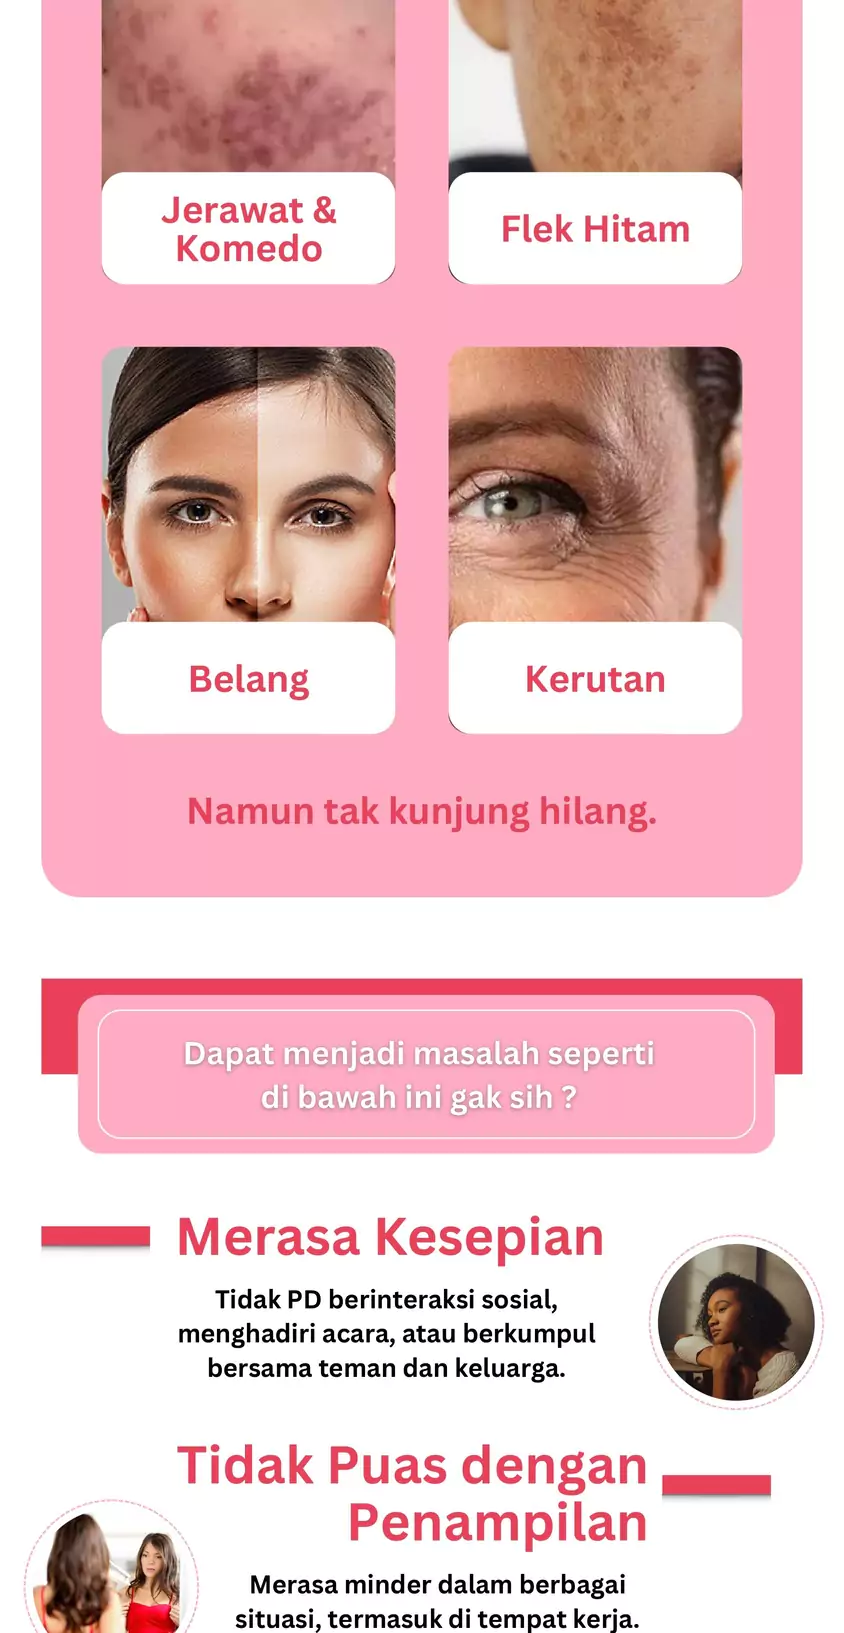 Jerawat &
Komedo
Flek Hitam
Belang
Kerutan
Namun tak kunjung hilang.
Dapat menjadi masalah seperti
di bawah ini gak sih ?
Merasa Kesepian
Tidak PD berinteraksi sosial,
menghadiri acara, atau berkumpul
bersama teman dan keluarga.
Tidak Puas dengan
Penampilan
Merasa minder dalam berbagai
situasi, termasuk di tempat kerja.